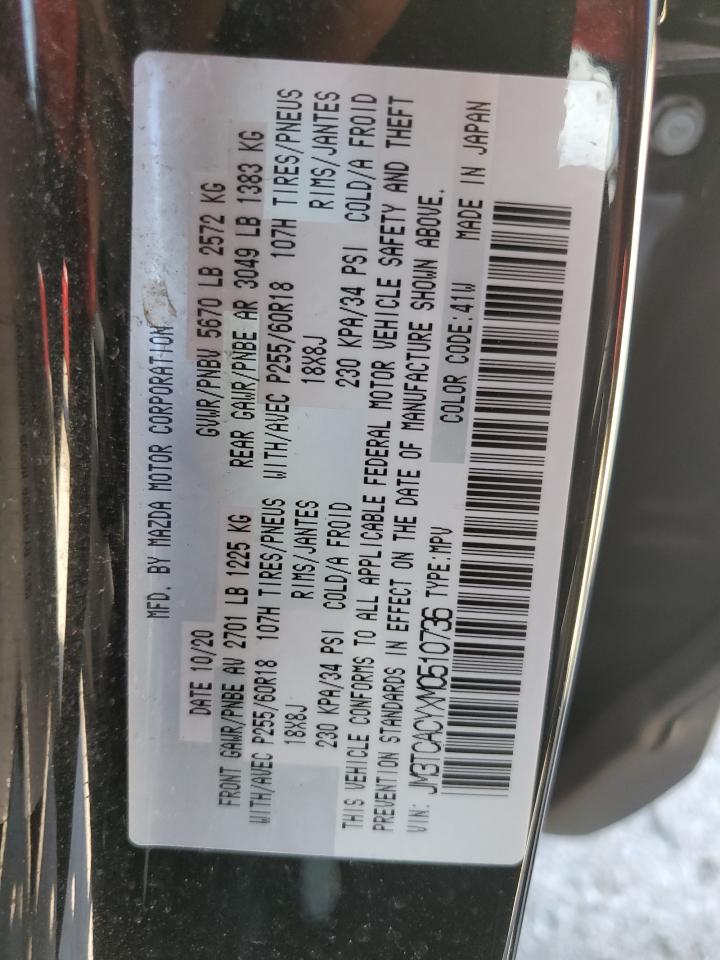 MFD. BY MAZDA MOTOR CORPORATION
DATE 10/20 GVWR/PNBV 5670 LB 2572 KG
FRONT GAWR/PNBE AV 2701 LB 1225 KG REAR GAWR/PNBE AR 3049 LB 1383 KG
WITH/AVEC P255/60R18 107H TIRES/PNEUS WITH/AVEC P255/60R18 107H TIRES/PNEUS
18X8J RIMS/JANTES 18X8J RIMS/JANTES
230 KPA/34 PSI COLD/A FROID 230 KPA/34 PSI COLD/A FROID
THIS VEHICLE CONFORMS TO ALL APPLICABLE FEDERAL MOTOR VEHICLE SAFETY AND THEFT
PREVENTION STANDARDS IN EFFECT ON THE DATE OF MANUFACTURE SHOWN ABOVE.
VIN: JM3TCACYXM0510736 TYPE:MPV COLOR CODE:41W MADE IN JAPAN